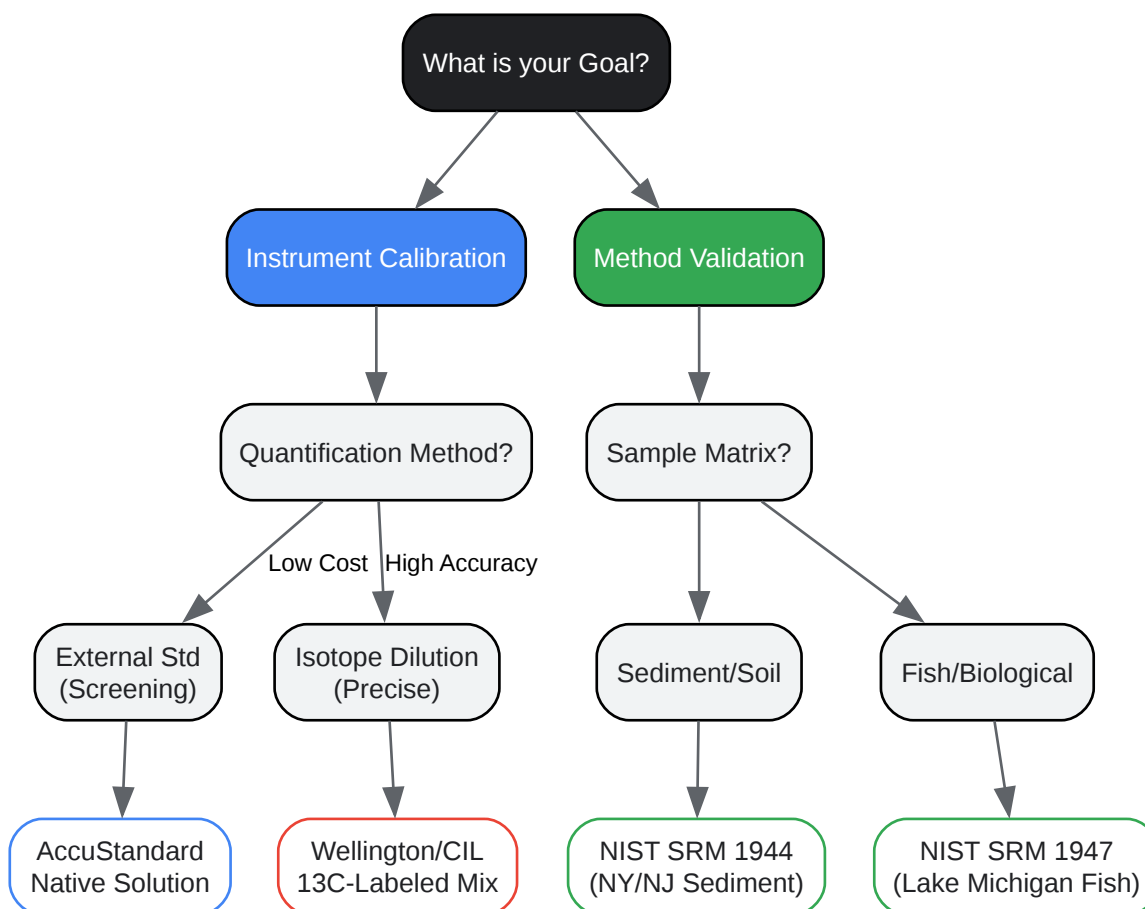 What is your Goal?
Instrument Calibration
Method Validation
Quantification Method?
Sample Matrix?
Low Cost
High Accuracy
External Std
(Screening)
Isotope Dilution
(Precise)
Sediment/Soil
Fish/Biological
AccuStandard
Native Solution
Wellington/CIL
13C-Labeled Mix
NIST SRM 1944
(NY/NJ Sediment)
NIST SRM 1947
(Lake Michigan Fish)